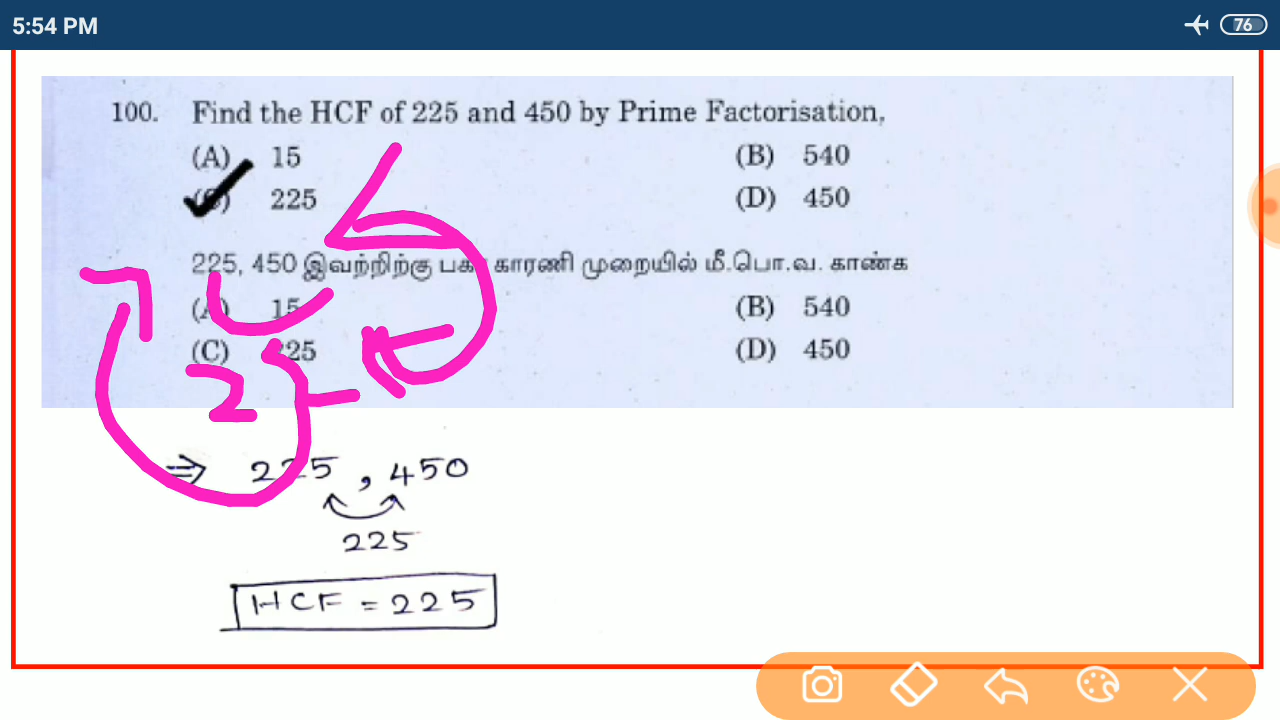 5:54 PM
76
100. Find the HCF of 225 and 450 by Prime Factorisation,
(A) 15 (B) 540
225 (D) 450
225, 450 இவற்றிற்கு காரணி முறையில் மீ.பொ.வ. காண்க
(A) 15 (B) 540
(C) 225 (D) 450
2
⇒ 225 , 450
225
HCF = 225